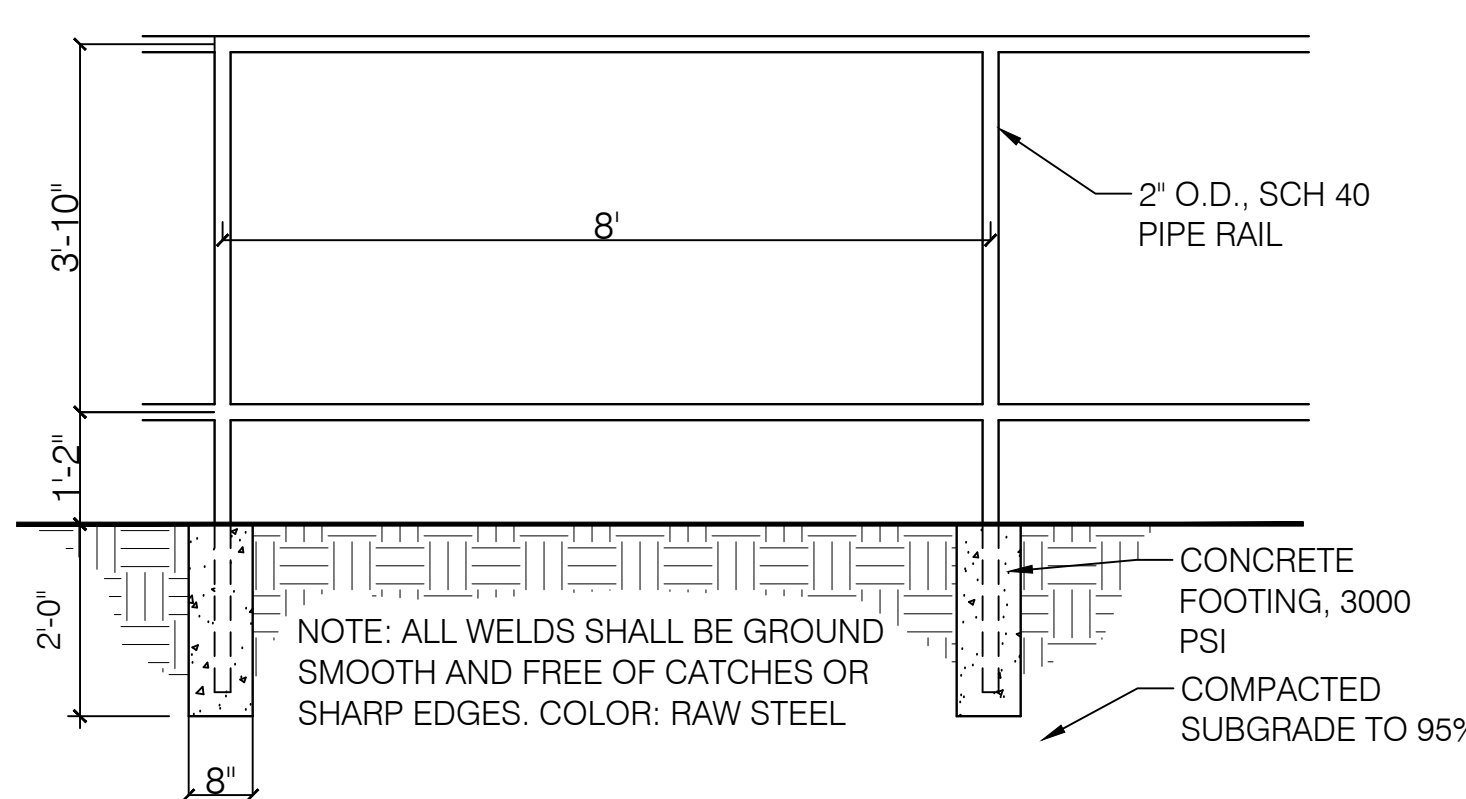 3'-10"
8'
2" O.D., SCH 40
PIPE RAIL
1'-2"
2'-0"
CONCRETE
FOOTING, 3000
PSI
NOTE: ALL WELDS SHALL BE GROUND
SMOOTH AND FREE OF CATCHES OR
SHARP EDGES. COLOR: RAW STEEL
COMPACTED
SUBGRADE TO 95%
8"